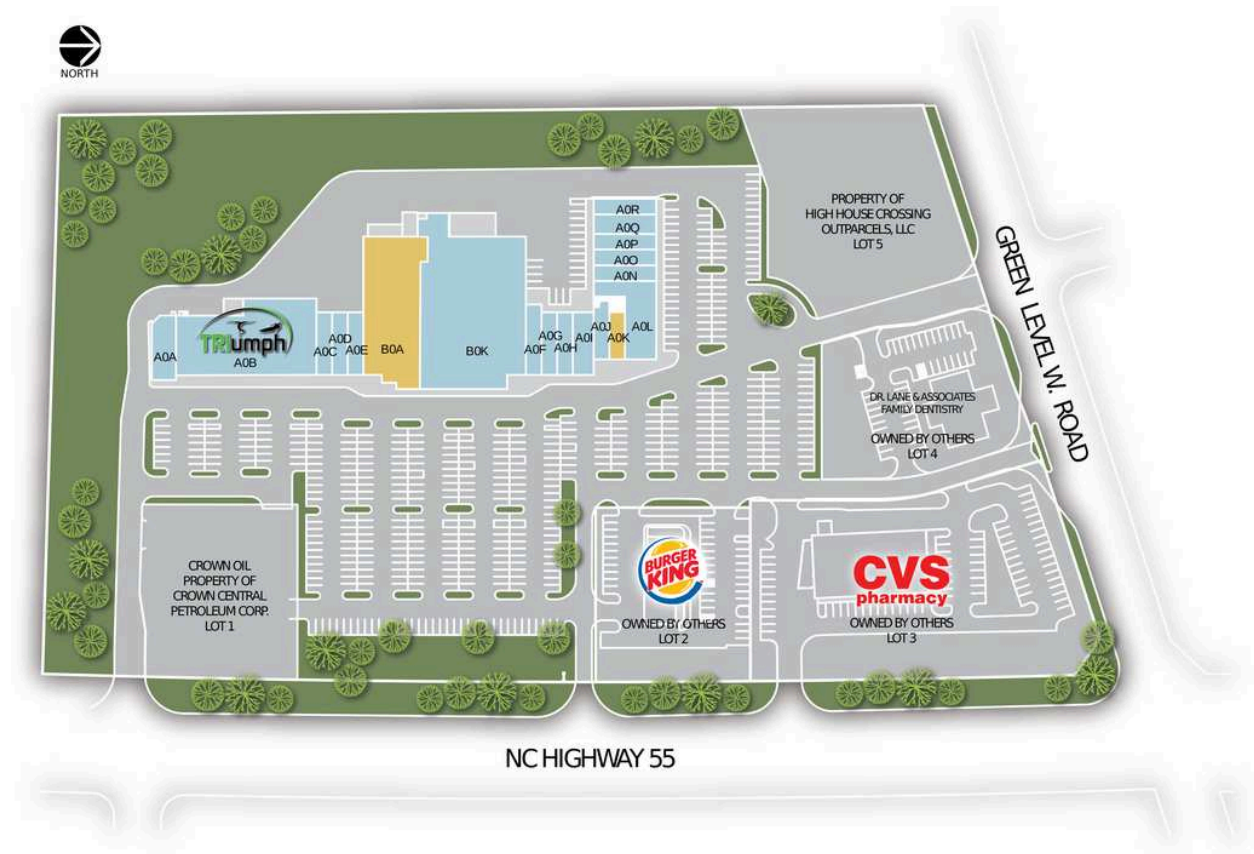 NORTH
PROPERTY OF
HIGH HOUSE CROSSING
OUTPARCELS, LLC
LOT 5
GREEN LEVEL W. ROAD
A0R
A0Q
A0P
A0O
A0N
A0A
TRIumph
A0B
A0C
A0D
A0E
B0A
B0K
A0F
A0G
A0H
A0I
A0J
A0K
A0L
DR. LANE & ASSOCIATES
FAMILY DENTISTRY
OWNED BY OTHERS
LOT 4
CROWN OIL
PROPERTY OF
CROWN CENTRAL
PETROLEUM CORP.
LOT 1
BURGER
KING
OWNED BY OTHERS
LOT 2
CVS
pharmacy
OWNED BY OTHERS
LOT 3
NC HIGHWAY 55